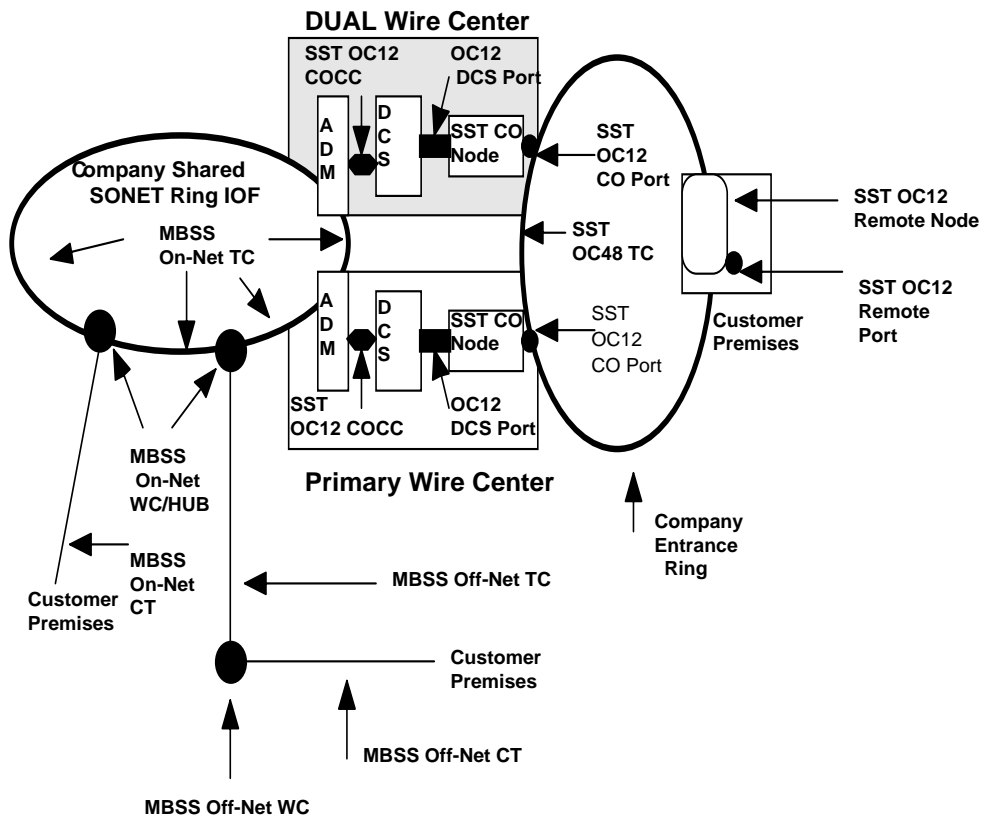 DUAL Wire Center
SST OC12
COCC
OC12
DCS Port
A
D
M
D
C
S
SST CO
Node
SST
OC12
CO Port
Company Shared
SONET Ring IOF
MBSS
On-Net TC
SST
OC48 TC
SST OC12
Remote Node
SST OC12
Remote
Port
Customer
Premises
A
D
M
D
C
S
SST CO
Node
SST
OC12
CO Port
SST
OC12 COCC
OC12
DCS Port
Primary Wire Center
MBSS
On-Net
WC/HUB
Company
Entrance
Ring
MBSS
On-Net
CT
Customer
Premises
MBSS Off-Net TC
Customer
Premises
MBSS Off-Net CT
MBSS Off-Net WC